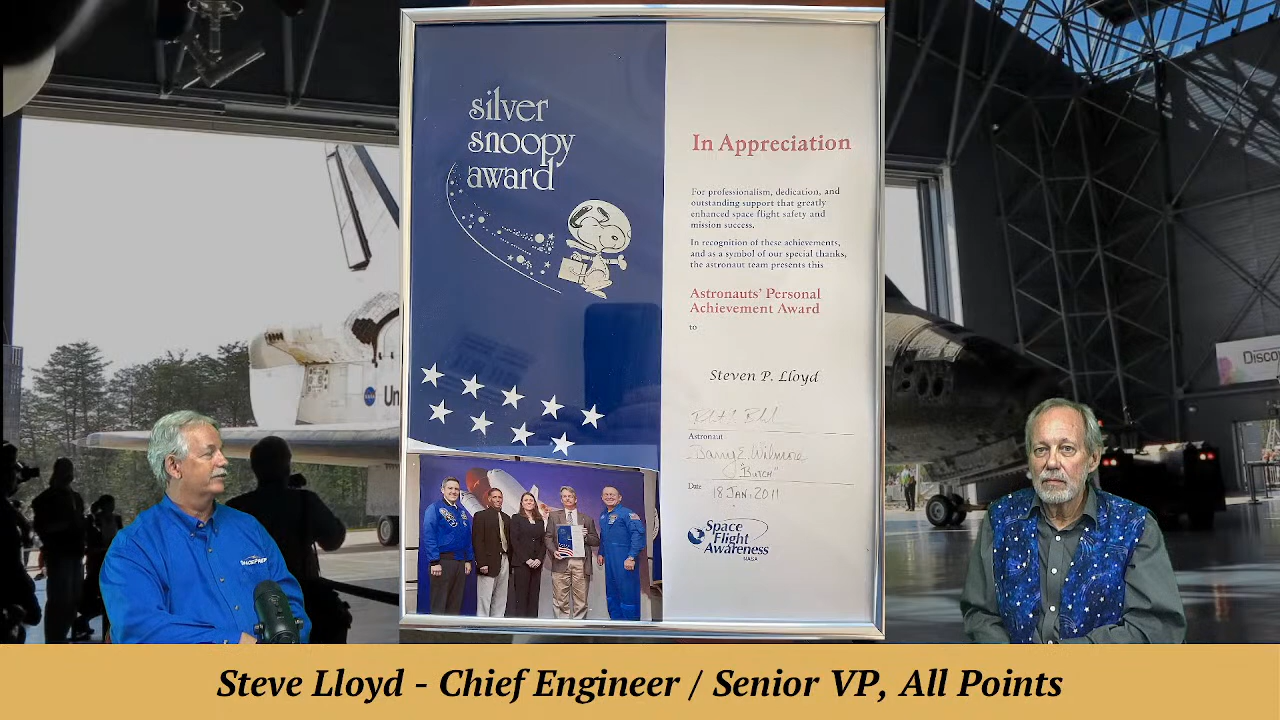 silver
snoopy
award
In Appreciation
For professionalism, dedication, and
outstanding support that greatly
enhanced space flight safety and
mission success.
In recognition of these achievements,
and as a symbol of our special thanks,
the astronaut team presents this
Astronauts' Personal
Achievement Award
to
Steven P. Lloyd
Astronaut
Barry E. Wilmore
"Butch"
Date
18 JAN. 2011
Space
Flight
Awareness
NASA
NASA
Un
Disco
Steve Lloyd - Chief Engineer / Senior VP, All Points